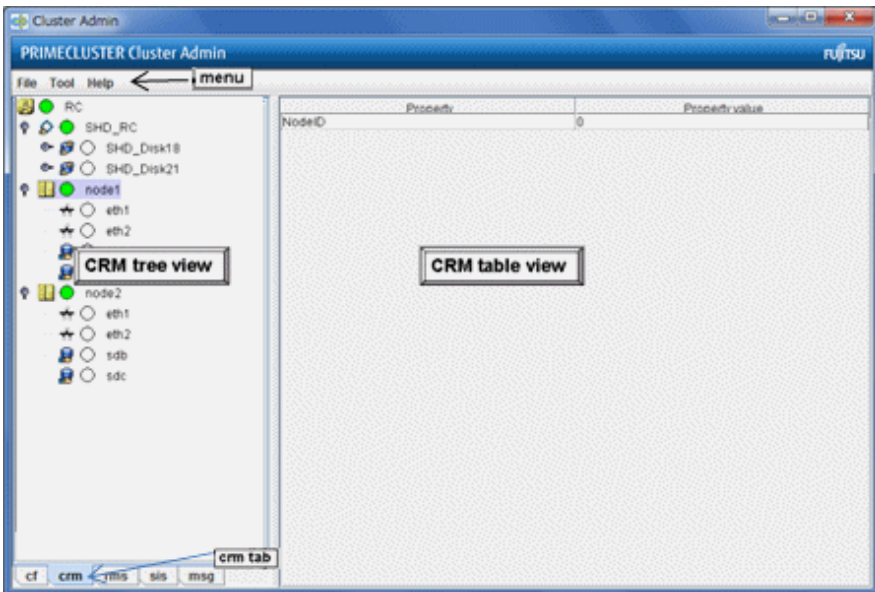 Cluster Admin
PRIMECLUSTER Cluster Admin
FUJITSU
File Tool Help
menu
RC
SHD_RC
SHD_Disk18
SHD_Disk21
node1
eth1
eth2
CRM tree view
node2
eth1
eth2
sdb
sdc
Property Property value
NodeID 0
CRM table view
crm tab
cf crm rms sis msg